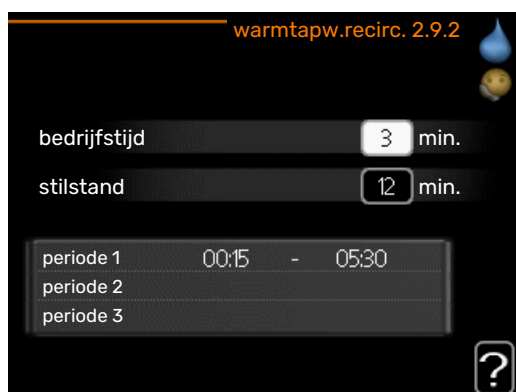 warmtapw.recirc. 2.9.2
bedrijfstijd 3 min.
stilstand 12 min.
periode 1 00:15 - 05:30
periode 2
periode 3
?